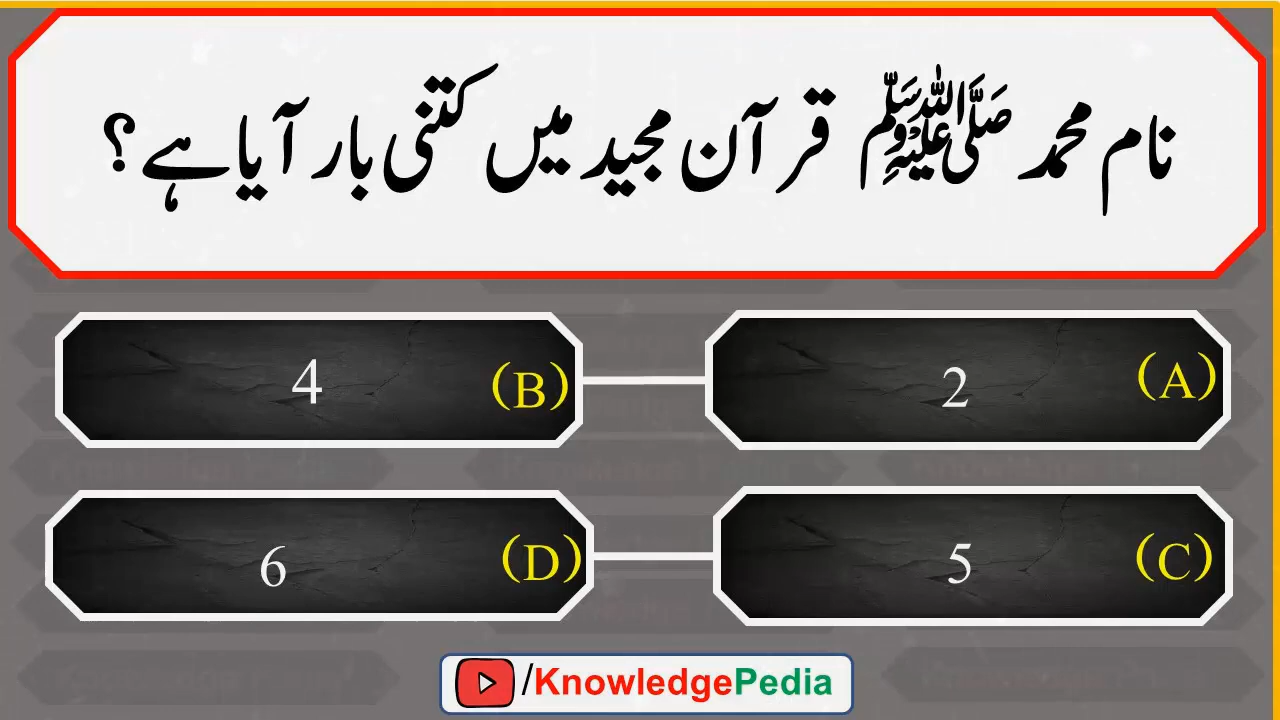 نام محمد ﷺ قرآن مجید میں کتنی بار آیا ہے؟
(A) 2
(B) 4
(C) 5
(D) 6
/KnowledgePedia